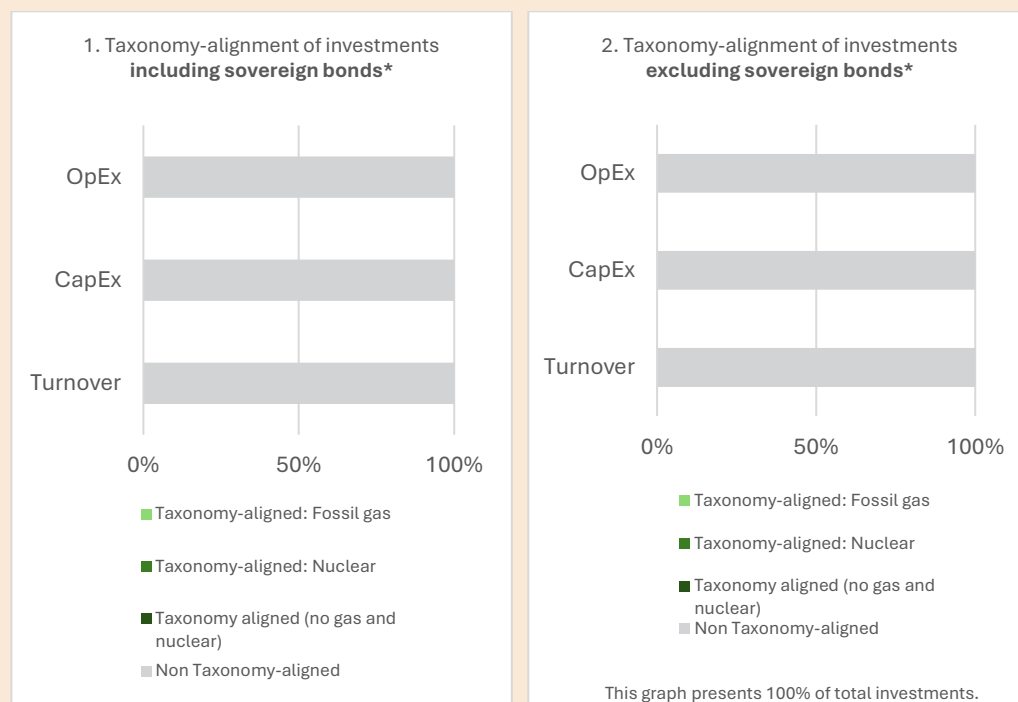 1. Taxonomy-alignment of investments
including sovereign bonds*
OpEx
CapEx
Turnover
0%
50%
100%
Taxonomy-aligned: Fossil gas
Taxonomy-aligned: Nuclear
Taxonomy aligned (no gas and
nuclear)
Non Taxonomy-aligned
2. Taxonomy-alignment of investments
excluding sovereign bonds*
OpEx
CapEx
Turnover
0%
50%
100%
Taxonomy-aligned: Fossil gas
Taxonomy-aligned: Nuclear
Taxonomy aligned (no gas and
nuclear)
Non Taxonomy-aligned
This graph presents 100% of total investments.